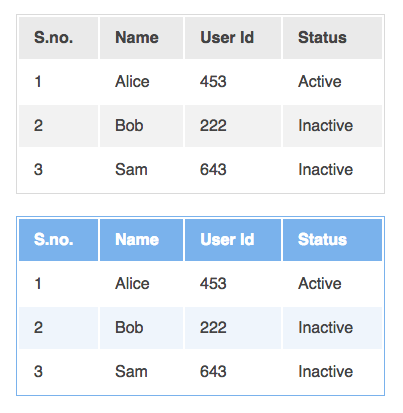 S.no. Name User Id Status
1 Alice 453 Active
2 Bob 222 Inactive
3 Sam 643 Inactive
S.no. Name User Id Status
1 Alice 453 Active
2 Bob 222 Inactive
3 Sam 643 Inactive